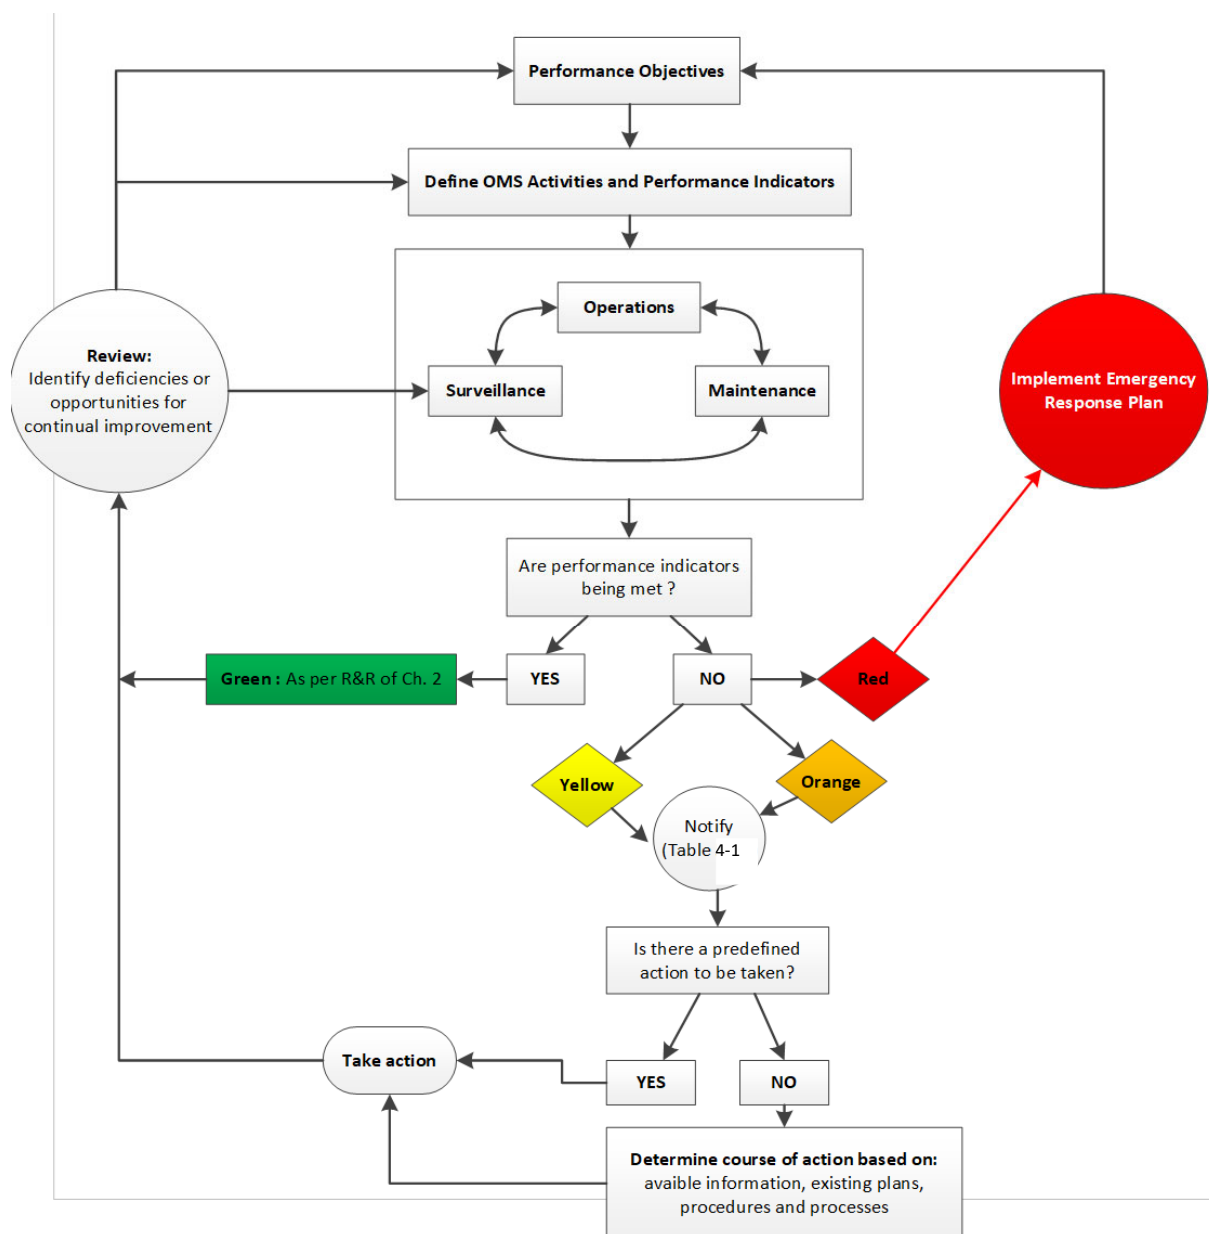 Performance Objectives
Define OMS Activities and Performance Indicators
Operations
Surveillance
Maintenance
Review:
Identify deficiencies or
opportunities for
continual improvement
Implement Emergency
Response Plan
Are performance indicators
being met ?
Green : As per R&R of Ch. 2
YES
NO
Red
Yellow
Orange
Notify
(Table 4-1
Is there a predefined
action to be taken?
Take action
YES
NO
Determine course of action based on:
avaible information, existing plans,
procedures and processes